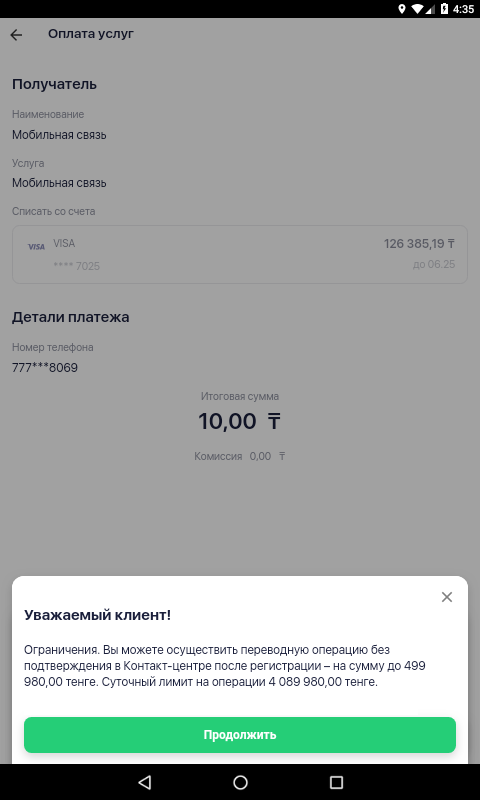 4:35
Оплата услуг
Получатель
Наименование
Мобильная связь
Услуга
Мобильная связь
Списать со счета
VISA VISA 126 385,19 ₸
**** 7025 до 06.25
Детали платежа
Номер телефона
777***8069
Итоговая сумма
10,00 ₸
Комиссия 0,00 ₸
Уважаемый клиент!
Ограничения. Вы можете осуществить переводную операцию без
подтверждения в Контакт-центре после регистрации – на сумму до 499
980,00 тенге. Суточный лимит на операции 4 089 980,00 тенге.
Продолжить